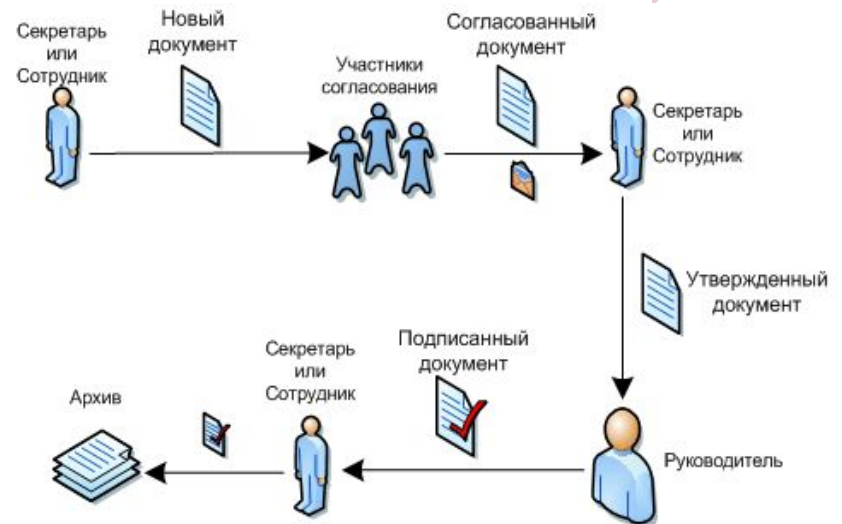 Секретарь
или
Сотрудник
Новый
документ
Участники
согласования
Согласованный
документ
Секретарь
или
Сотрудник
Утвержденный
документ
Руководитель
Подписанный
документ
Секретарь
или
Сотрудник
Архив